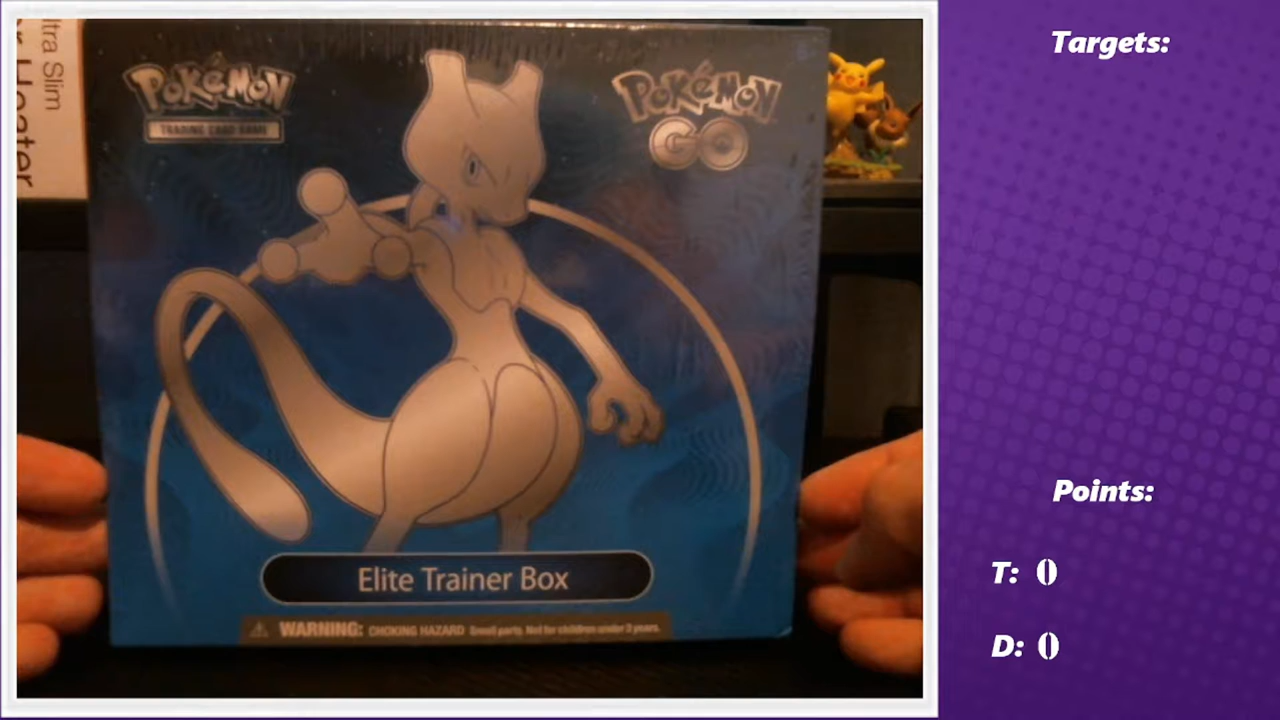 tra Slim
r Heater
POKéMON
TRADING CARD GAME
POKéMON
GO
Elite Trainer Box
WARNING: CHOKING HAZARD Small parts. Not for children under 3 years.
Targets:
Points:
T: 0
D: 0